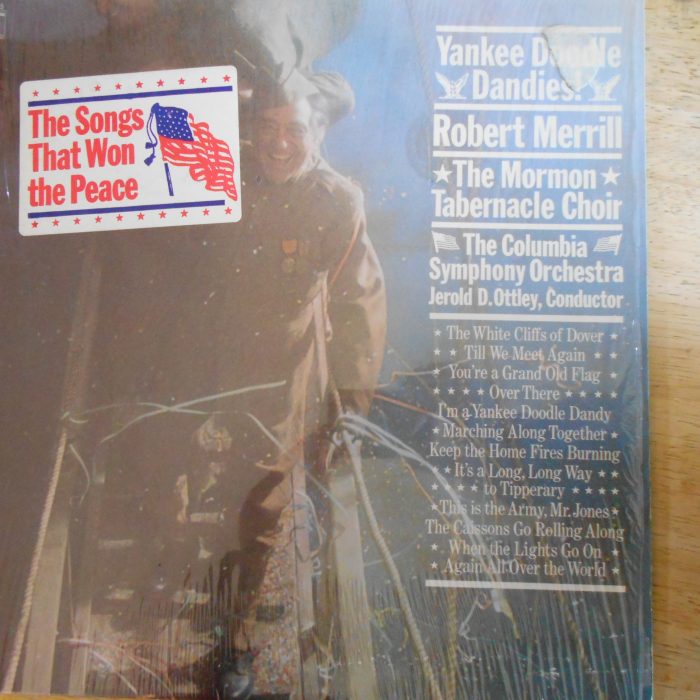 The Songs
That Won
the Peace
Yankee Doodle
Dandies!
Robert Merrill
The Mormon
Tabernacle Choir
The Columbia
Symphony Orchestra
Jerold D. Ottley, Conductor
The White Cliffs of Dover
Till We Meet Again
You're a Grand Old Flag
Over There
I'm a Yankee Doodle Dandy
Marching Along Together
Keep the Home Fires Burning
It's a Long, Long Way
to Tipperary
This is the Army, Mr. Jones
The Caissons Go Rolling Along
When the Lights Go On
Again All Over the World